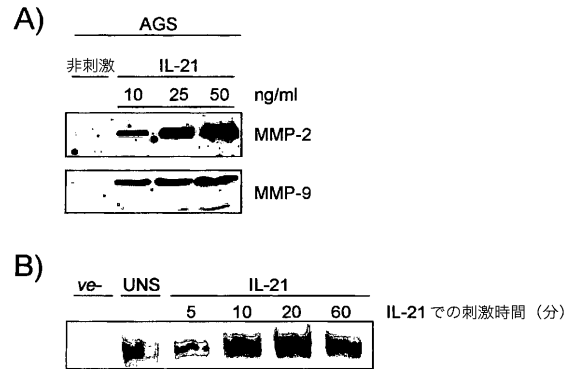 A)
AGS
非刺激 IL-21
10 25 50 ng/ml
MMP-2
MMP-9
B)
ve- UNS IL-21
5 10 20 60 IL-21での刺激時間（分）